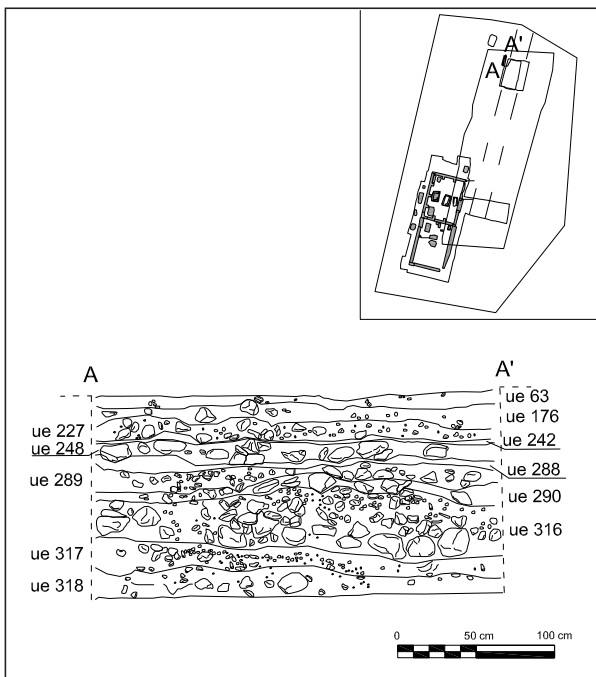 A'
A
A
A'
ue 63
ue 176
ue 227
ue 242
ue 248
ue 288
ue 289
ue 290
ue 316
ue 317
ue 318
0 50 cm 100 cm